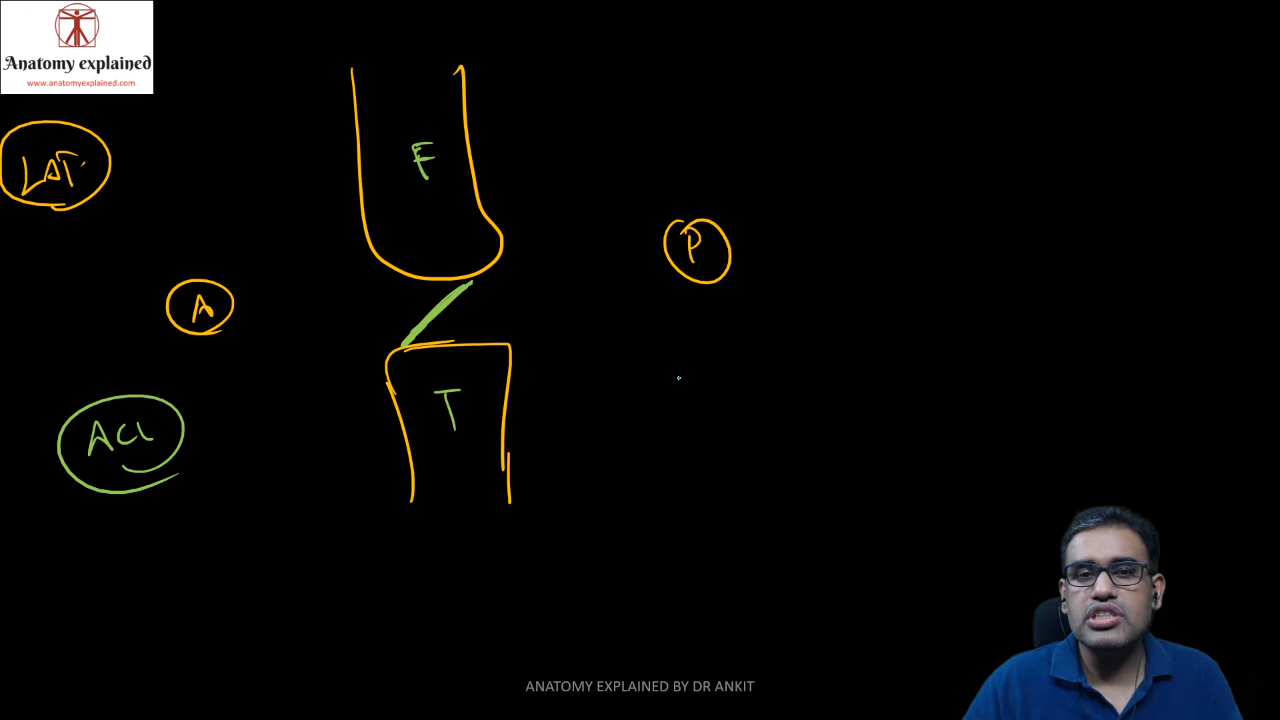 Anatomy explained
www.anatomyexplained.com
LAT.
F
P
A
T
ACL
ANATOMY EXPLAINED BY DR ANKIT